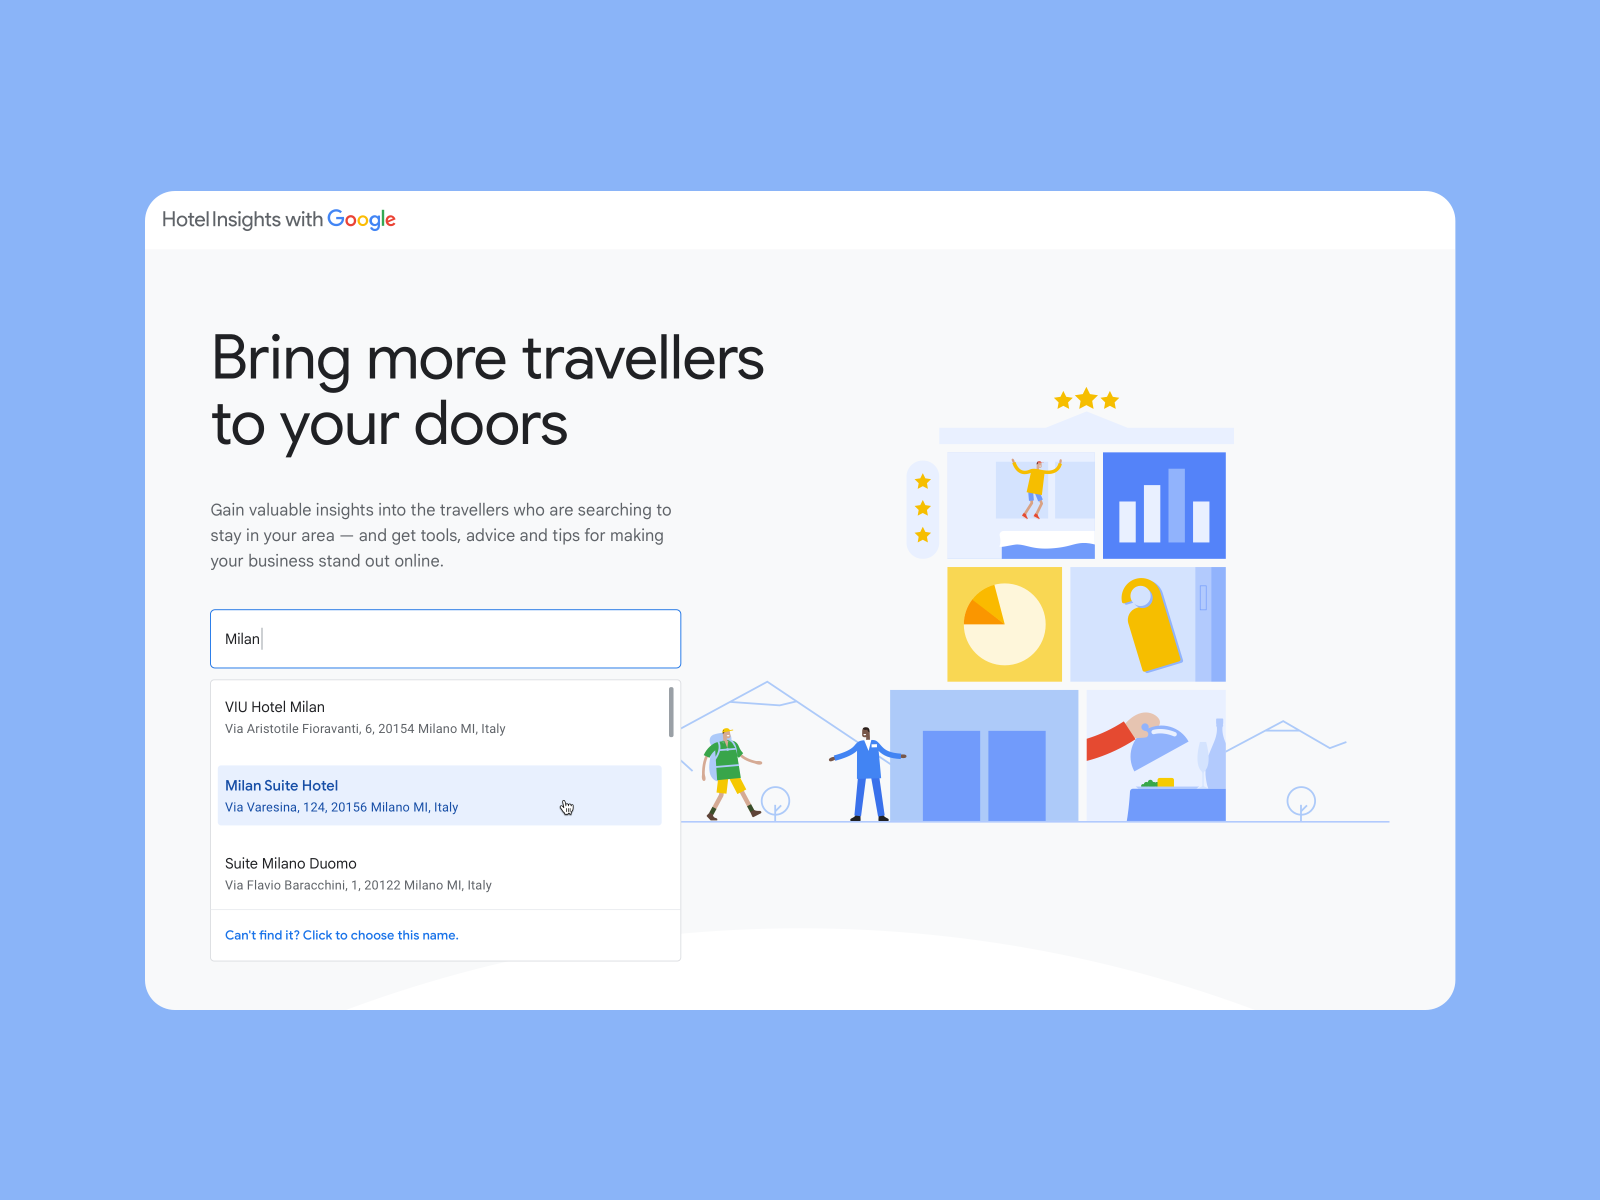 Hotel Insights with Google
Bring more travellers
to your doors
Gain valuable insights into the travellers who are searching to
stay in your area — and get tools, advice and tips for making
your business stand out online.
Milan
VIU Hotel Milan
Via Aristotile Fioravanti, 6, 20154 Milano MI, Italy
Milan Suite Hotel
Via Varesina, 124, 20156 Milano MI, Italy
Suite Milano Duomo
Via Flavio Baracchini, 1, 20122 Milano MI, Italy
Can't find it? Click to choose this name.